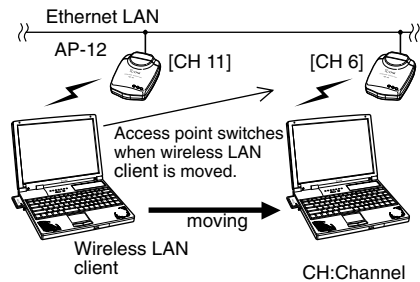 Ethernet LAN
AP-12
[CH 11]
[CH 6]
Access point switches
when wireless LAN
client is moved.
moving
Wireless LAN
client
CH:Channel